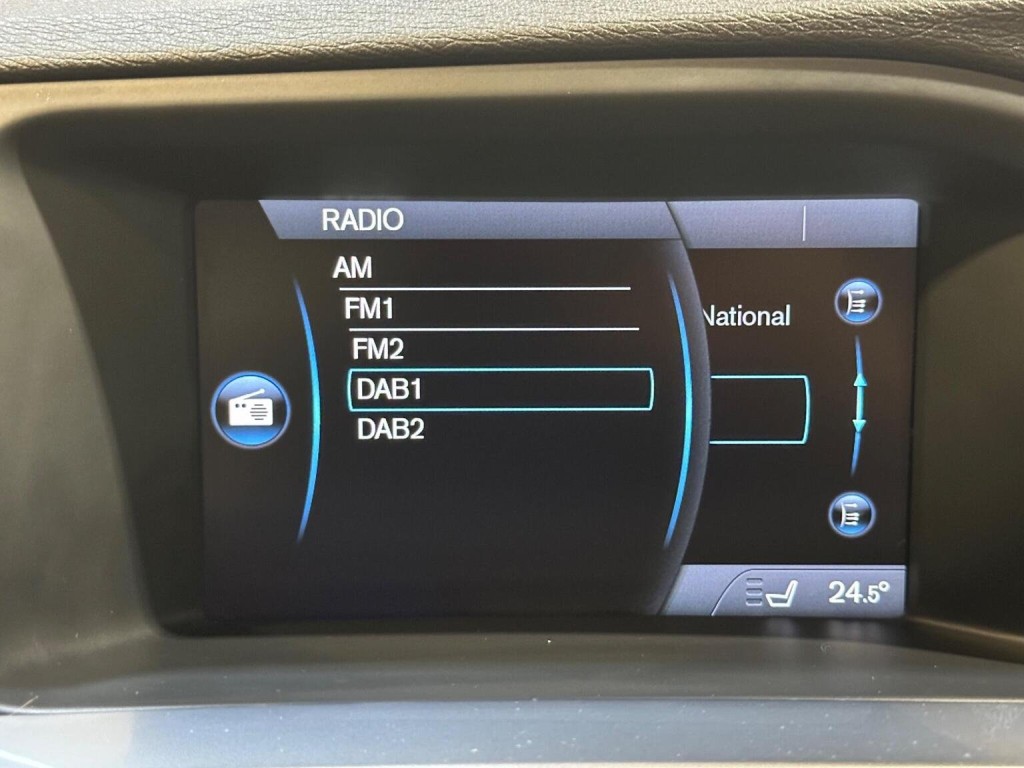 RADIO
AM
FM1
National
FM2
DAB1
DAB2
24.5°